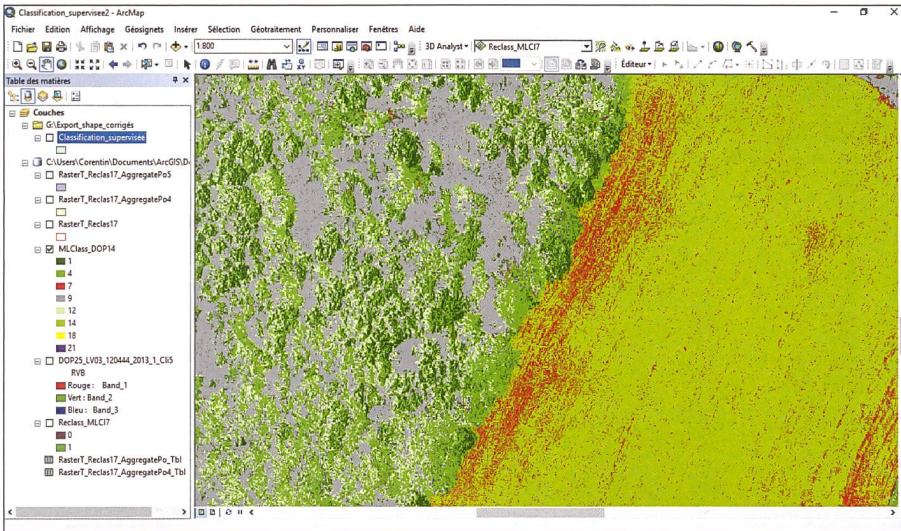 Classification_supervisee2 - ArcMap
Fichier Edition Affichage Géosignets Insérer Sélection Géotraitement Personnaliser Fenêtres Aide
1:800 3D Analyst Reclass_MLCl7
Éditeur
Table des matières
Couches
G:\Export_shape_corrigés
Classification_supervisee
C:\Users\Corentin\Documents\ArcGIS\D
RasterT_Reclas17_AggregatePo5
RasterT_Reclas17_AggregatePo4
RasterT_Reclas17
MLClass_DOP14
1
4
7
9
12
14
18
21
DOP25_LV03_120444_2013_1_Cli5
RVB
Rouge : Band_1
Vert : Band_2
Bleu : Band_3
Reclass_MLCl7
0
1
RasterT_Reclas17_AggregatePo_Tbl
RasterT_Reclas17_AggregatePo4_Tbl